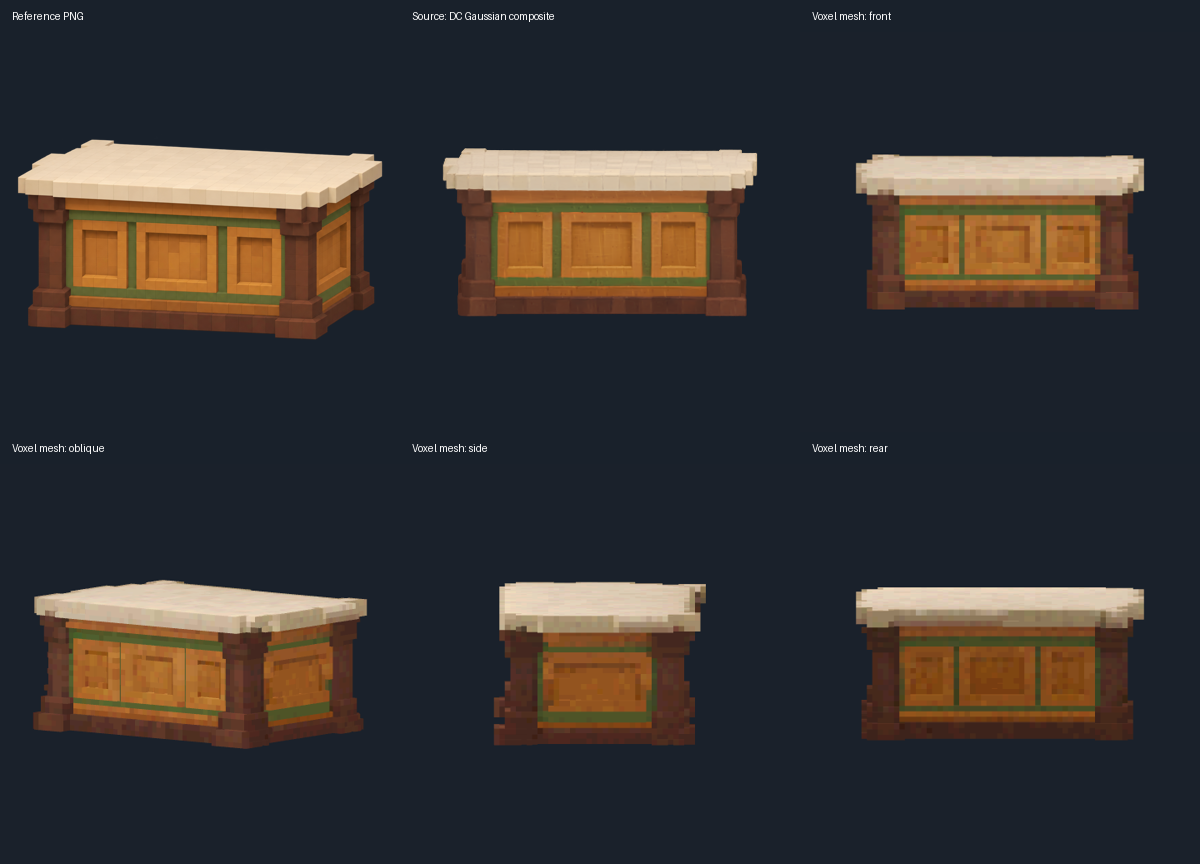 Reference PNG
Source: DC Gaussian composite
Voxel mesh: front
Voxel mesh: oblique
Voxel mesh: side
Voxel mesh: rear